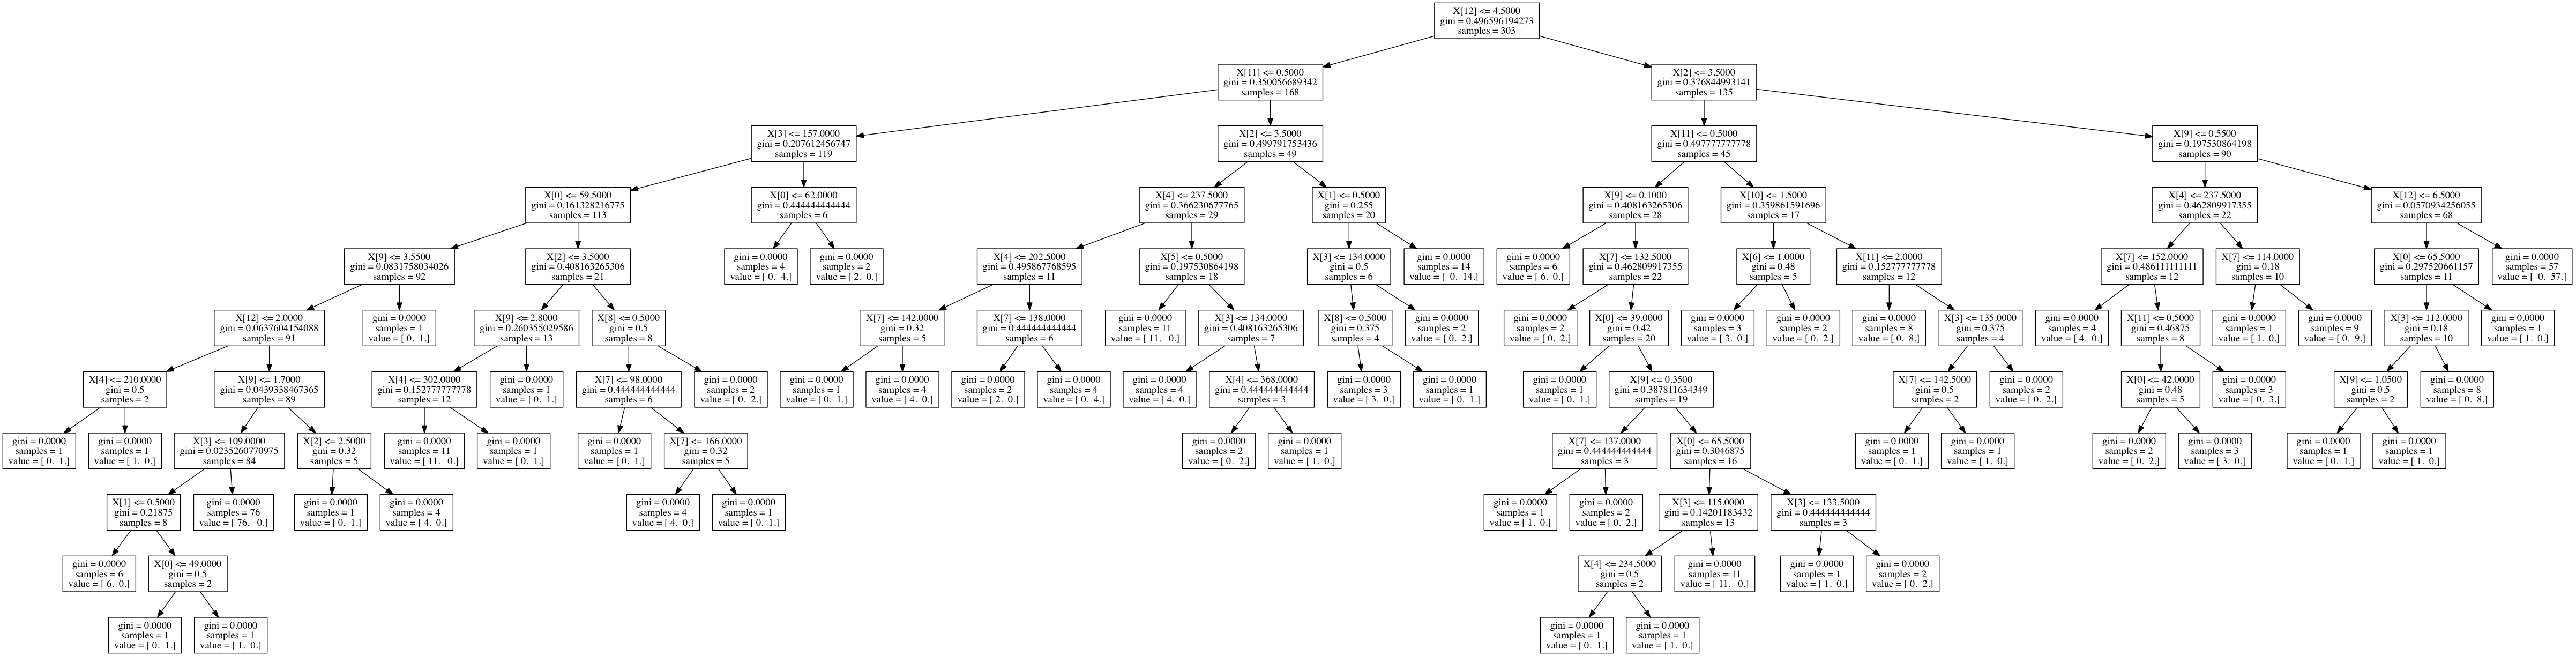 X[12] <= 4.5000
gini = 0.496596194273
samples = 303
X[11] <= 0.5000
gini = 0.350056689342
samples = 168
X[2] <= 3.5000
gini = 0.376844993141
samples = 135
X[3] <= 157.0000
gini = 0.207612456747
samples = 119
X[2] <= 3.5000
gini = 0.499791753436
samples = 49
X[11] <= 0.5000
gini = 0.497777777778
samples = 45
X[9] <= 0.5500
gini = 0.197530864198
samples = 90
X[0] <= 59.5000
gini = 0.161328216775
samples = 113
X[0] <= 62.0000
gini = 0.444444444444
samples = 6
X[4] <= 237.5000
gini = 0.366230677765
samples = 29
X[1] <= 0.5000
gini = 0.255
samples = 20
X[9] <= 0.1000
gini = 0.408163265306
samples = 28
X[10] <= 1.5000
gini = 0.359861591696
samples = 17
X[4] <= 237.5000
gini = 0.462809917355
samples = 22
X[12] <= 6.5000
gini = 0.0570934256055
samples = 68
X[9] <= 3.5500
gini = 0.0831758034026
samples = 92
X[2] <= 3.5000
gini = 0.408163265306
samples = 21
gini = 0.0000
samples = 4
value = [ 0. 4.]
gini = 0.0000
samples = 2
value = [ 2. 0.]
X[4] <= 202.5000
gini = 0.495867768595
samples = 11
X[5] <= 0.5000
gini = 0.197530864198
samples = 18
X[3] <= 134.0000
gini = 0.5
samples = 6
gini = 0.0000
samples = 14
value = [ 0. 14.]
gini = 0.0000
samples = 6
value = [ 6. 0.]
X[7] <= 132.5000
gini = 0.462809917355
samples = 22
X[6] <= 1.0000
gini = 0.48
samples = 5
X[11] <= 2.0000
gini = 0.152777777778
samples = 12
X[7] <= 152.0000
gini = 0.486111111111
samples = 12
X[7] <= 114.0000
gini = 0.18
samples = 10
X[0] <= 65.5000
gini = 0.297520661157
samples = 11
gini = 0.0000
samples = 57
value = [ 0. 57.]
X[12] <= 2.0000
gini = 0.0637604154088
samples = 91
gini = 0.0000
samples = 1
value = [ 0. 1.]
X[9] <= 2.8000
gini = 0.260355029586
samples = 13
X[8] <= 0.5000
gini = 0.5
samples = 8
X[7] <= 142.0000
gini = 0.32
samples = 5
X[7] <= 138.0000
gini = 0.444444444444
samples = 6
gini = 0.0000
samples = 11
value = [ 11. 0.]
X[3] <= 134.0000
gini = 0.408163265306
samples = 7
X[8] <= 0.5000
gini = 0.375
samples = 4
gini = 0.0000
samples = 2
value = [ 0. 2.]
gini = 0.0000
samples = 2
value = [ 0. 2.]
X[0] <= 39.0000
gini = 0.42
samples = 20
gini = 0.0000
samples = 3
value = [ 3. 0.]
gini = 0.0000
samples = 2
value = [ 0. 2.]
gini = 0.0000
samples = 8
value = [ 0. 8.]
X[3] <= 135.0000
gini = 0.375
samples = 4
gini = 0.0000
samples = 4
value = [ 4. 0.]
X[11] <= 0.5000
gini = 0.46875
samples = 8
gini = 0.0000
samples = 1
value = [ 1. 0.]
gini = 0.0000
samples = 9
value = [ 0. 9.]
X[3] <= 112.0000
gini = 0.18
samples = 10
gini = 0.0000
samples = 1
value = [ 1. 0.]
X[4] <= 210.0000
gini = 0.5
samples = 2
X[9] <= 1.7000
gini = 0.0439338467365
samples = 89
X[4] <= 302.0000
gini = 0.152777777778
samples = 12
gini = 0.0000
samples = 1
value = [ 0. 1.]
X[7] <= 98.0000
gini = 0.444444444444
samples = 6
gini = 0.0000
samples = 2
value = [ 0. 2.]
gini = 0.0000
samples = 1
value = [ 0. 1.]
gini = 0.0000
samples = 4
value = [ 4. 0.]
gini = 0.0000
samples = 2
value = [ 2. 0.]
gini = 0.0000
samples = 4
value = [ 0. 4.]
gini = 0.0000
samples = 4
value = [ 4. 0.]
X[4] <= 368.0000
gini = 0.444444444444
samples = 3
gini = 0.0000
samples = 3
value = [ 3. 0.]
gini = 0.0000
samples = 1
value = [ 0. 1.]
gini = 0.0000
samples = 1
value = [ 0. 1.]
X[9] <= 0.3500
gini = 0.387811634349
samples = 19
X[7] <= 142.5000
gini = 0.5
samples = 2
gini = 0.0000
samples = 2
value = [ 0. 2.]
X[0] <= 42.0000
gini = 0.48
samples = 5
gini = 0.0000
samples = 3
value = [ 0. 3.]
X[9] <= 1.0500
gini = 0.5
samples = 2
gini = 0.0000
samples = 8
value = [ 0. 8.]
gini = 0.0000
samples = 1
value = [ 0. 1.]
gini = 0.0000
samples = 1
value = [ 1. 0.]
X[3] <= 109.0000
gini = 0.0235260770975
samples = 84
X[2] <= 2.5000
gini = 0.32
samples = 5
gini = 0.0000
samples = 11
value = [ 11. 0.]
gini = 0.0000
samples = 1
value = [ 0. 1.]
gini = 0.0000
samples = 1
value = [ 0. 1.]
X[7] <= 166.0000
gini = 0.32
samples = 5
gini = 0.0000
samples = 2
value = [ 0. 2.]
gini = 0.0000
samples = 1
value = [ 1. 0.]
X[7] <= 137.0000
gini = 0.444444444444
samples = 3
X[0] <= 65.5000
gini = 0.3046875
samples = 16
gini = 0.0000
samples = 1
value = [ 0. 1.]
gini = 0.0000
samples = 1
value = [ 1. 0.]
gini = 0.0000
samples = 2
value = [ 0. 2.]
gini = 0.0000
samples = 3
value = [ 3. 0.]
gini = 0.0000
samples = 1
value = [ 0. 1.]
gini = 0.0000
samples = 1
value = [ 1. 0.]
X[1] <= 0.5000
gini = 0.21875
samples = 8
gini = 0.0000
samples = 76
value = [ 76. 0.]
gini = 0.0000
samples = 1
value = [ 0. 1.]
gini = 0.0000
samples = 4
value = [ 4. 0.]
gini = 0.0000
samples = 4
value = [ 4. 0.]
gini = 0.0000
samples = 1
value = [ 0. 1.]
gini = 0.0000
samples = 1
value = [ 1. 0.]
gini = 0.0000
samples = 2
value = [ 0. 2.]
X[3] <= 115.0000
gini = 0.14201183432
samples = 13
X[3] <= 133.5000
gini = 0.444444444444
samples = 3
gini = 0.0000
samples = 6
value = [ 6. 0.]
X[0] <= 49.0000
gini = 0.5
samples = 2
X[4] <= 234.5000
gini = 0.5
samples = 2
gini = 0.0000
samples = 11
value = [ 11. 0.]
gini = 0.0000
samples = 1
value = [ 1. 0.]
gini = 0.0000
samples = 2
value = [ 0. 2.]
gini = 0.0000
samples = 1
value = [ 0. 1.]
gini = 0.0000
samples = 1
value = [ 1. 0.]
gini = 0.0000
samples = 1
value = [ 0. 1.]
gini = 0.0000
samples = 1
value = [ 1. 0.]